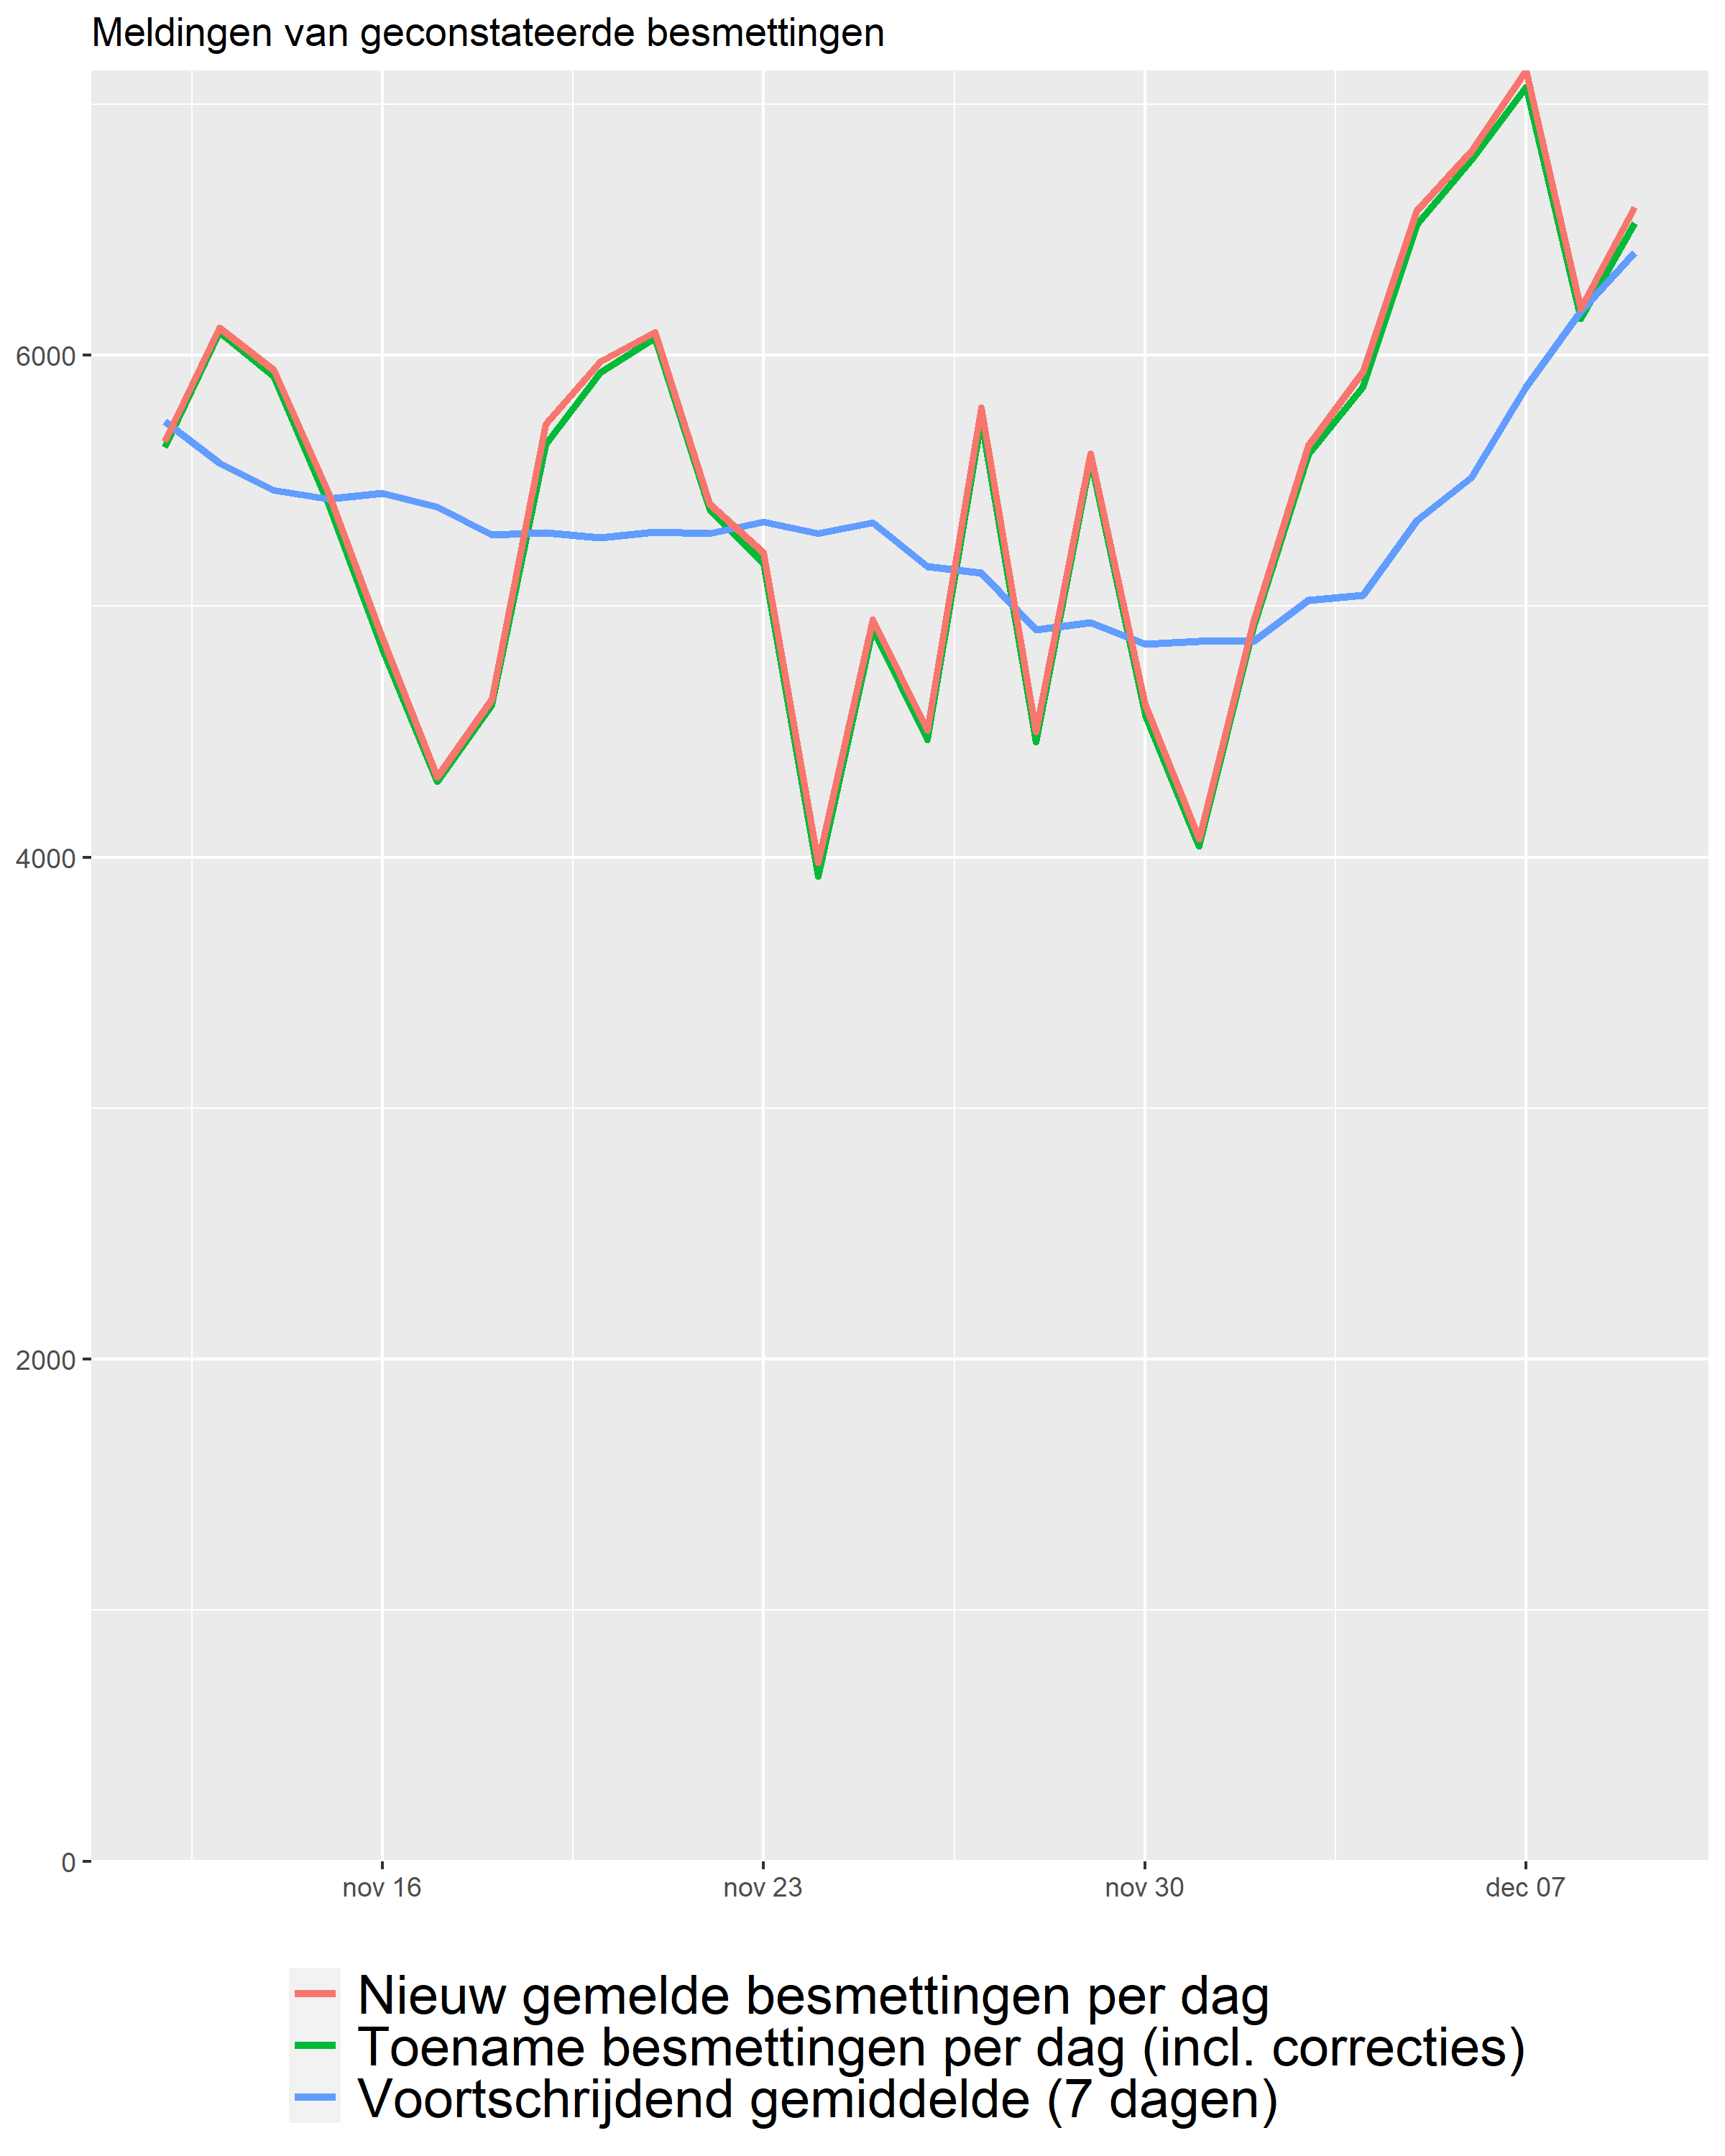 Meldingen van geconstateerde besmettingen
6000
4000
2000
0
nov 16
nov 23
nov 30
dec 07
Nieuw gemelde besmettingen per dag
Toename besmettingen per dag (incl. correcties)
Voortschrijdend gemiddelde (7 dagen)